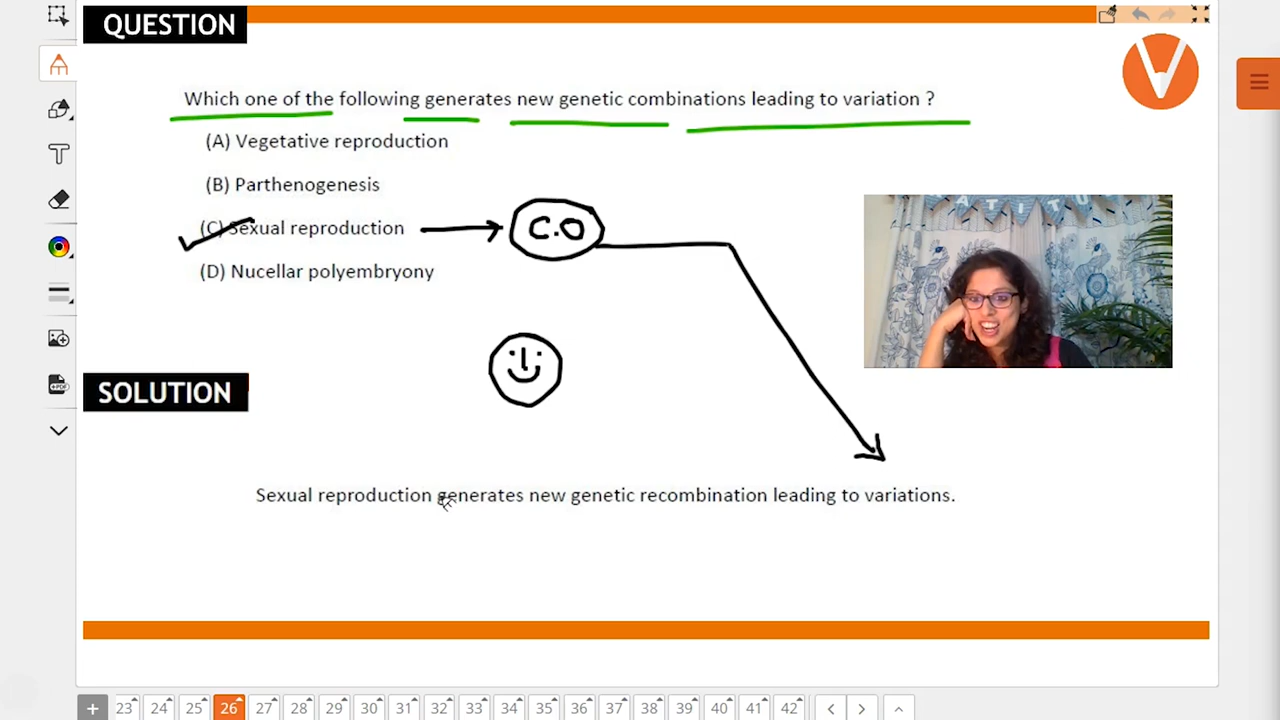 QUESTION
Which one of the following generates new genetic combinations leading to variation ?
(A) Vegetative reproduction
(B) Parthenogenesis
(C) Sexual reproduction
C.O
(D) Nucellar polyembryony
SOLUTION
Sexual reproduction generates new genetic recombination leading to variations.
+PDF
23 24 25 26 27 28 29 30 31 32 33 34 35 36 37 38 39 40 41 42